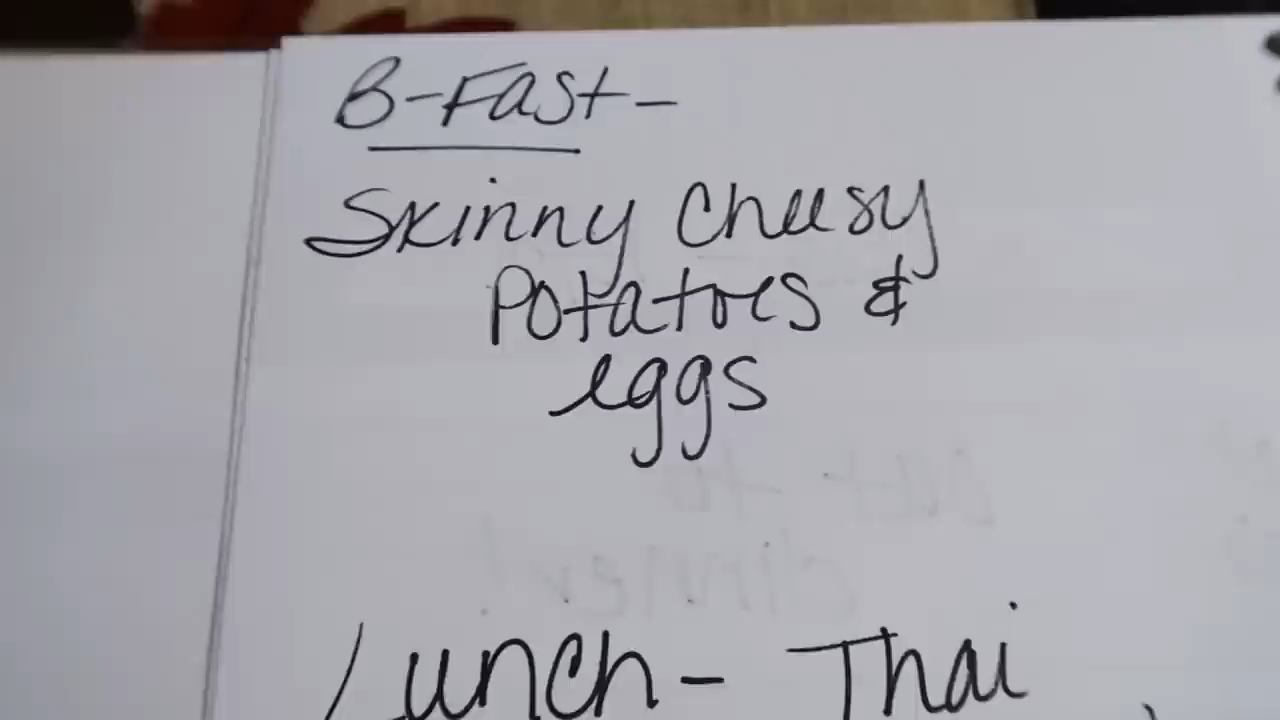 B-Fast-
Skinny Cheesy
Potatoes &
eggs
Lunch- Thai